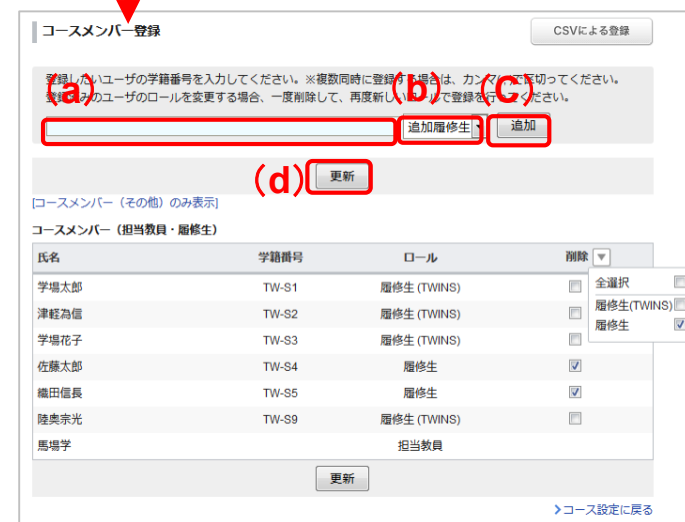 コースメンバー登録
CSVによる登録
登録したいユーザの学籍番号を入力してください。※複数同時に登録する場合は、カンマ(,)で区切ってください。
登録済みのユーザのロールを変更する場合、一度削除して、再度新しいロールで登録を行ってください。
(a) (b) (c)
追加履修生 追加
(d) 更新
[コースメンバー（その他）のみ表示]
コースメンバー（担当教員・履修生）
氏名 学籍番号 ロール 削除
全選択
履修生(TWINS)
履修生
学場太郎 TW-S1 履修生 (TWINS)
津軽為信 TW-S2 履修生 (TWINS)
学場花子 TW-S3 履修生 (TWINS)
佐藤太郎 TW-S4 履修生
織田信長 TW-S5 履修生
陸奥宗光 TW-S9 履修生 (TWINS)
馬場学 担当教員
更新
>コース設定に戻る